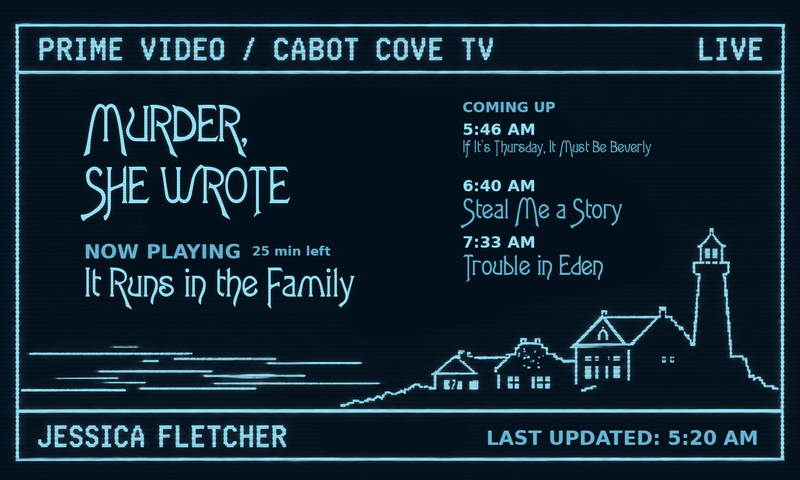 PRIME VIDEO / CABOT COVE TV
LIVE
MURDER,
SHE WROTE
NOW PLAYING 25 min left
It Runs in the Family
COMING UP
5:46 AM
If It's Thursday, It Must Be Beverly
6:40 AM
Steal Me a Story
7:33 AM
Trouble in Eden
JESSICA FLETCHER
LAST UPDATED: 5:20 AM